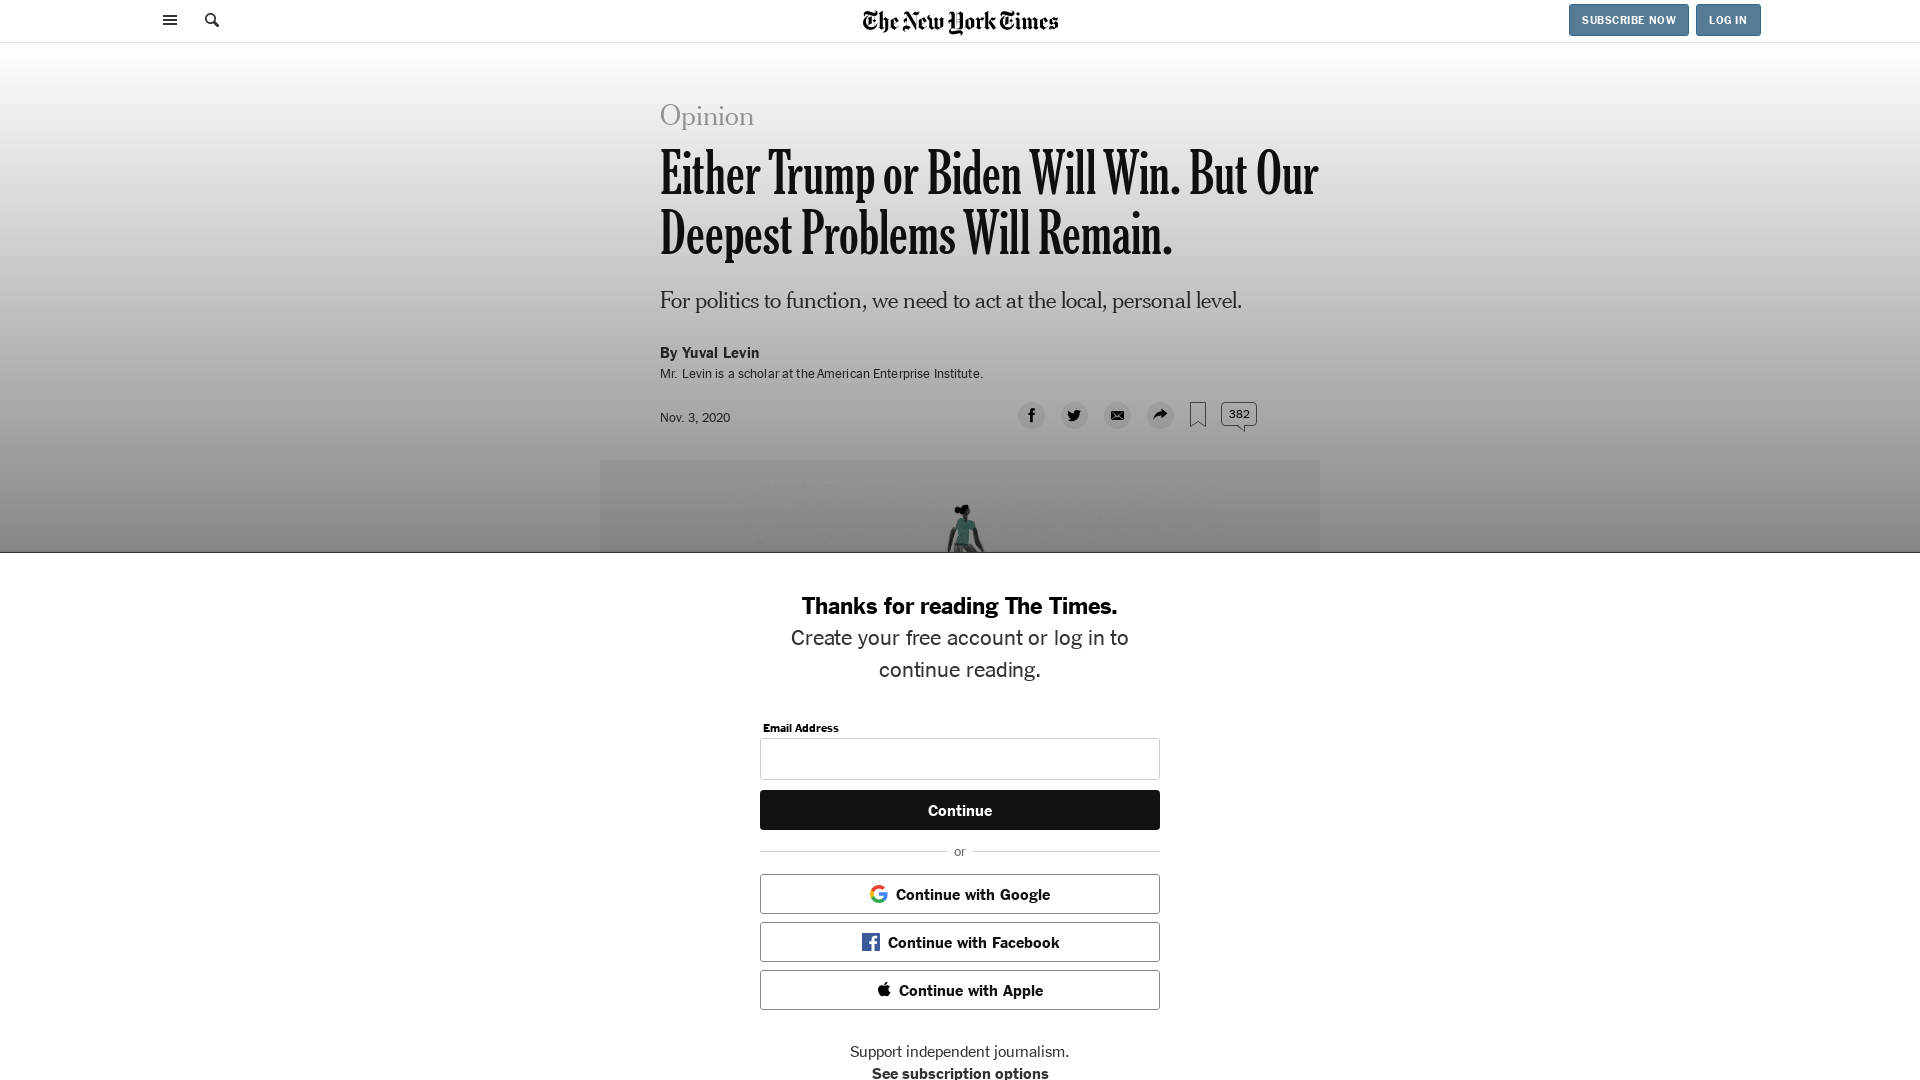 The New York Times
SUBSCRIBE NOW
LOG IN
Opinion
Either Trump or Biden Will Win. But Our
Deepest Problems Will Remain.
For politics to function, we need to act at the local, personal level.
By Yuval Levin
Mr. Levin is a scholar at the American Enterprise Institute.
Nov. 3, 2020
382
Thanks for reading The Times.
Create your free account or log in to
continue reading.
Email Address
Continue
or
Continue with Google
Continue with Facebook
Continue with Apple
Support independent journalism.
See subscription options